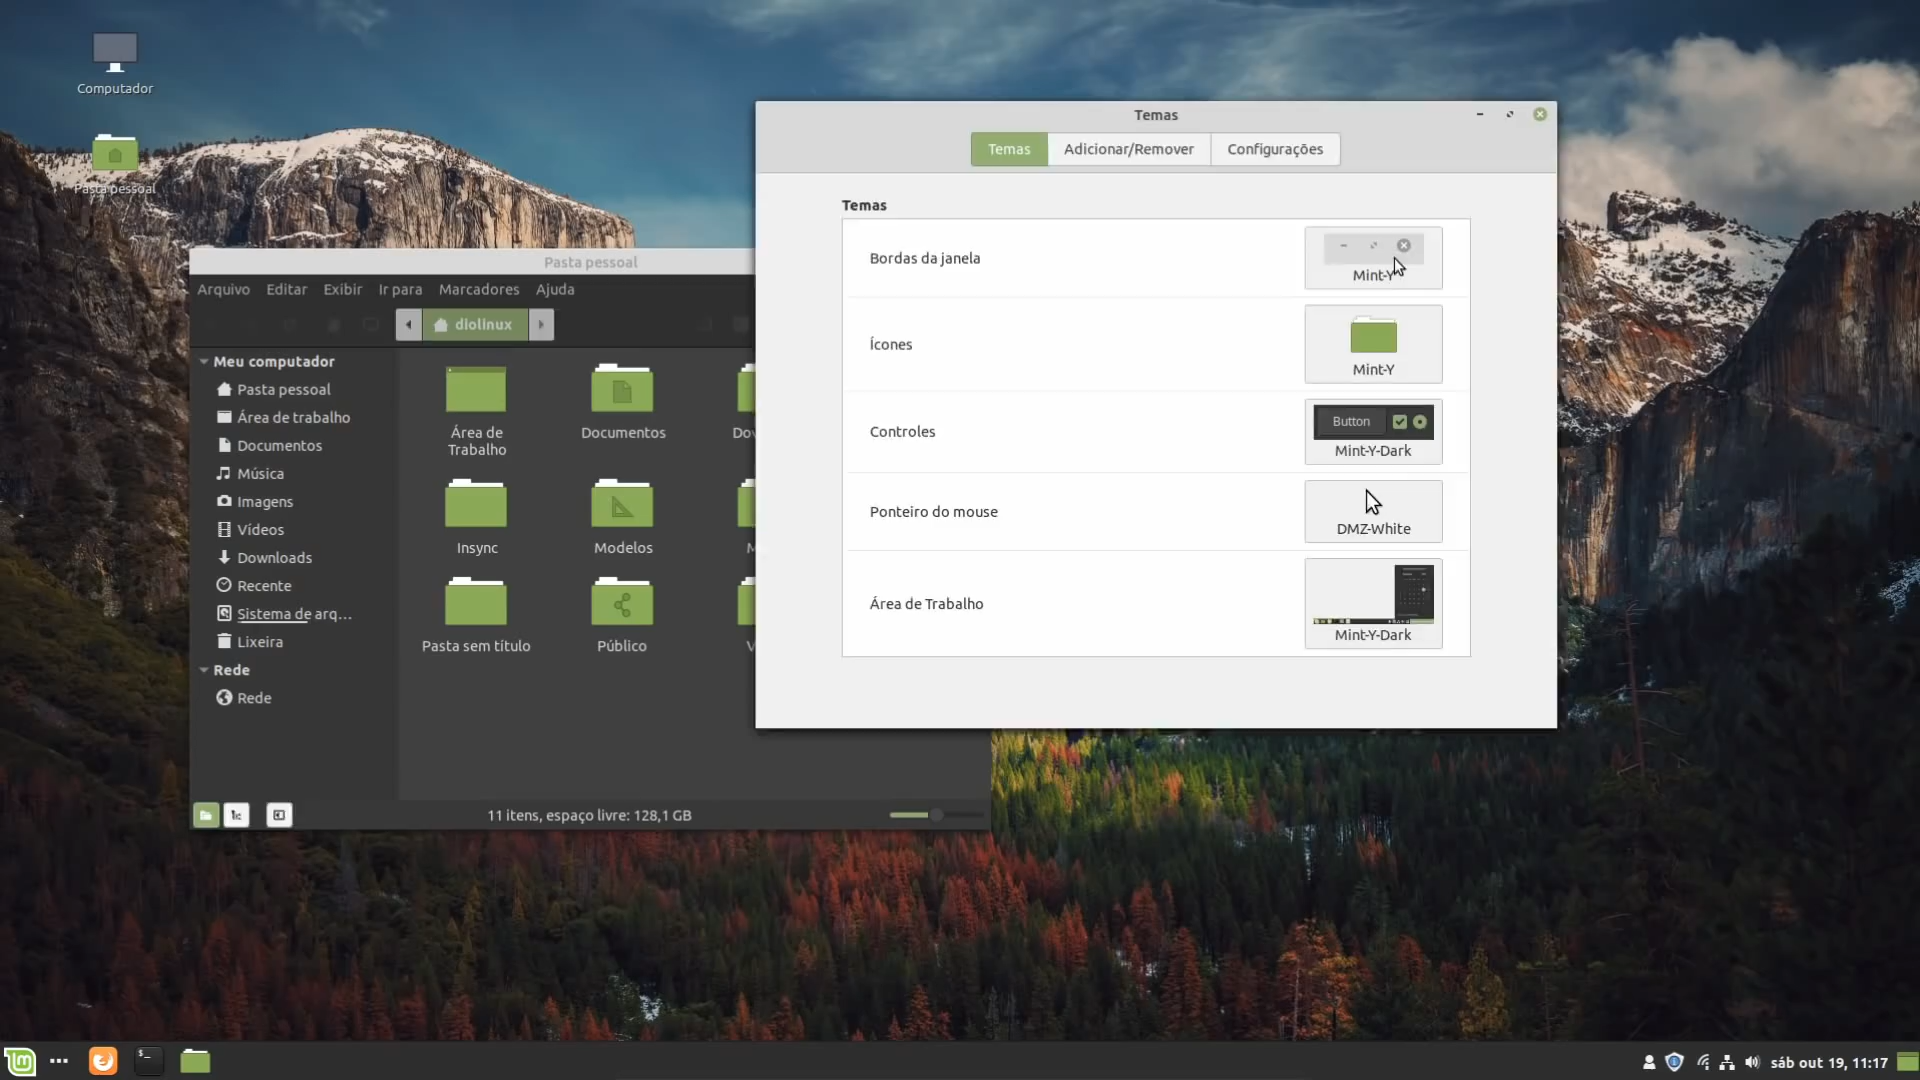 Computador
Pasta pessoal
Temas
Temas
Adicionar/Remover
Configurações
Temas
Bordas da janela
Mint-Y
Ícones
Mint-Y
Controles
Button
Mint-Y-Dark
Ponteiro do mouse
DMZ-White
Área de Trabalho
Mint-Y-Dark
Pasta pessoal
Arquivo
Editar
Exibir
Ir para
Marcadores
Ajuda
diolinux
Meu computador
Pasta pessoal
Área de trabalho
Documentos
Música
Imagens
Vídeos
Downloads
Recente
Sistema de arq...
Lixeira
Rede
Rede
Área de
Trabalho
Documentos
Insync
Modelos
Pasta sem título
Público
11 itens, espaço livre: 128,1 GB
sáb out 19, 11:17